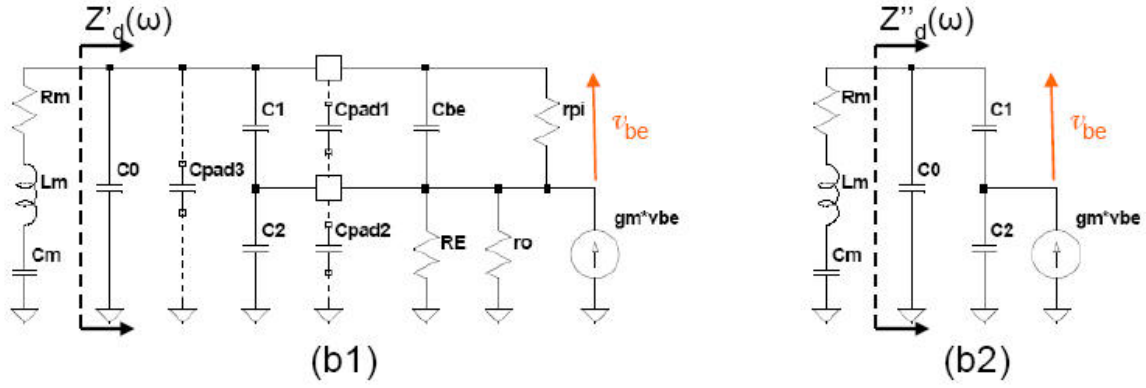 Z'd(ω)
Z''d(ω)
Rm
Lm
Cm
C0
Cpad3
C1
C2
Cpad1
Cpad2
Cbe
RE
ro
rpi
vbe
gm*vbe
Rm
Lm
Cm
C0
C1
C2
vbe
gm*vbe
(b1)
(b2)